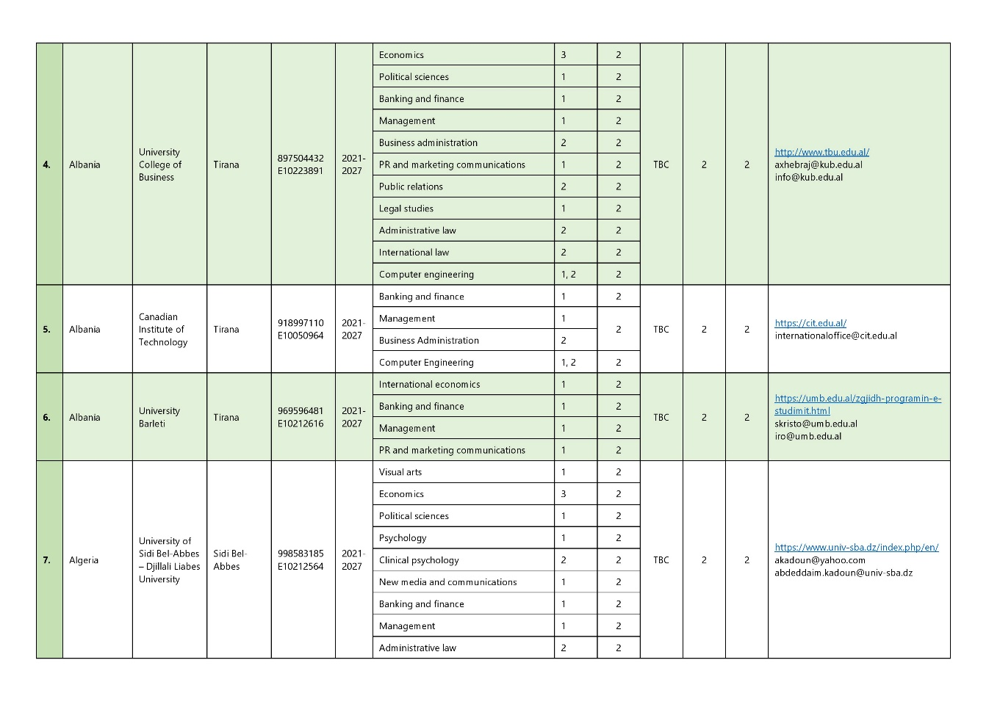 4.
Albania
University
College of
Business
Tirana
897504432
E10223891
2021-
2027
Economics 3 2
Political sciences 1 2
Banking and finance 1 2
Management 1 2
Business administration 2 2
PR and marketing communications 1 2
Public relations 2 2
Legal studies 1 2
Administrative law 2 2
International law 2 2
Computer engineering 1, 2 2
TBC
2
2
http://www.tbu.edu.al/
axhebraj@kub.edu.al
info@kub.edu.al
5.
Albania
Canadian
Institute of
Technology
Tirana
918997110
E10050964
2021-
2027
Banking and finance 1 2
Management 1
2
Business Administration 2
Computer Engineering 1, 2 2
TBC
2
2
https://cit.edu.al/
internationaloffice@cit.edu.al
6.
Albania
University
Barleti
Tirana
969596481
E10212616
2021-
2027
International economics 1 2
Banking and finance 1 2
Management 1 2
PR and marketing communications 1 2
TBC
2
2
https://umb.edu.al/zgjidh-programin-e-
studimit.html
skristo@umb.edu.al
iro@umb.edu.al
7.
Algeria
University of
Sidi Bel-Abbes
– Djillali Liabes
University
Sidi Bel-
Abbes
998583185
E10212564
2021-
2027
Visual arts 1 2
Economics 3 2
Political sciences 1 2
Psychology 1 2
Clinical psychology 2 2
New media and communications 1 2
Banking and finance 1 2
Management 1 2
Administrative law 2 2
TBC
2
2
https://www.univ-sba.dz/index.php/en/
akadoun@yahoo.com
abdeddaim.kadoun@univ-sba.dz